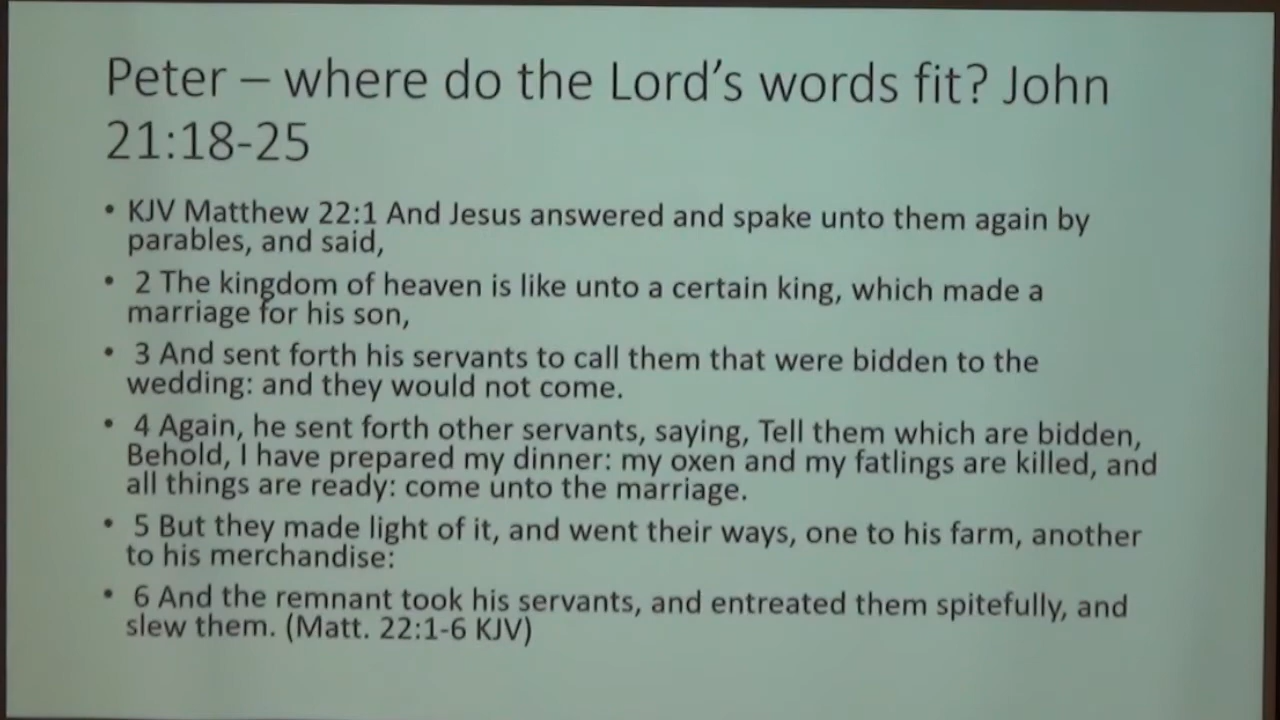 Peter – where do the Lord's words fit? John
21:18-25
• KJV Matthew 22:1 And Jesus answered and spake unto them again by
parables, and said,
• 2 The kingdom of heaven is like unto a certain king, which made a
marriage for his son,
• 3 And sent forth his servants to call them that were bidden to the
wedding: and they would not come.
• 4 Again, he sent forth other servants, saying, Tell them which are bidden,
Behold, I have prepared my dinner: my oxen and my fatlings are killed, and
all things are ready: come unto the marriage.
• 5 But they made light of it, and went their ways, one to his farm, another
to his merchandise:
• 6 And the remnant took his servants, and entreated them spitefully, and
slew them. (Matt. 22:1-6 KJV)